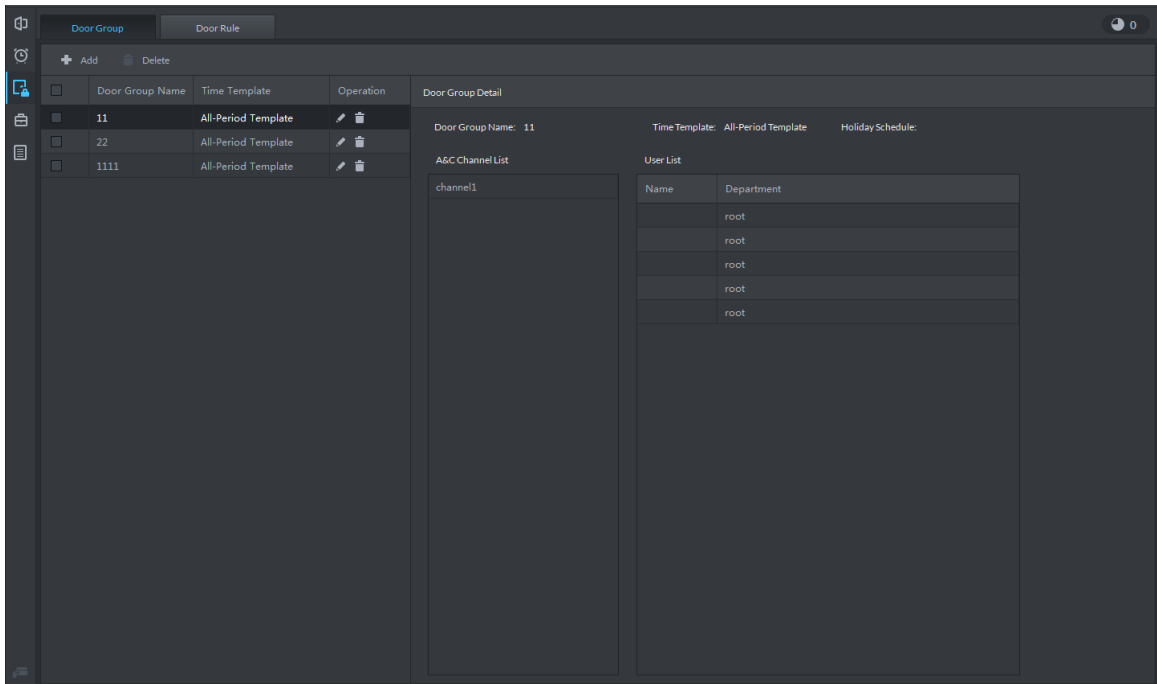 Door Group Door Rule 0
Add Delete
Door Group Name Time Template Operation
11 All-Period Template
22 All-Period Template
1111 All-Period Template
Door Group Detail
Door Group Name: 11 Time Template: All-Period Template Holiday Schedule:
A&C Channel List
channel1
User List
Name Department
root
root
root
root
root